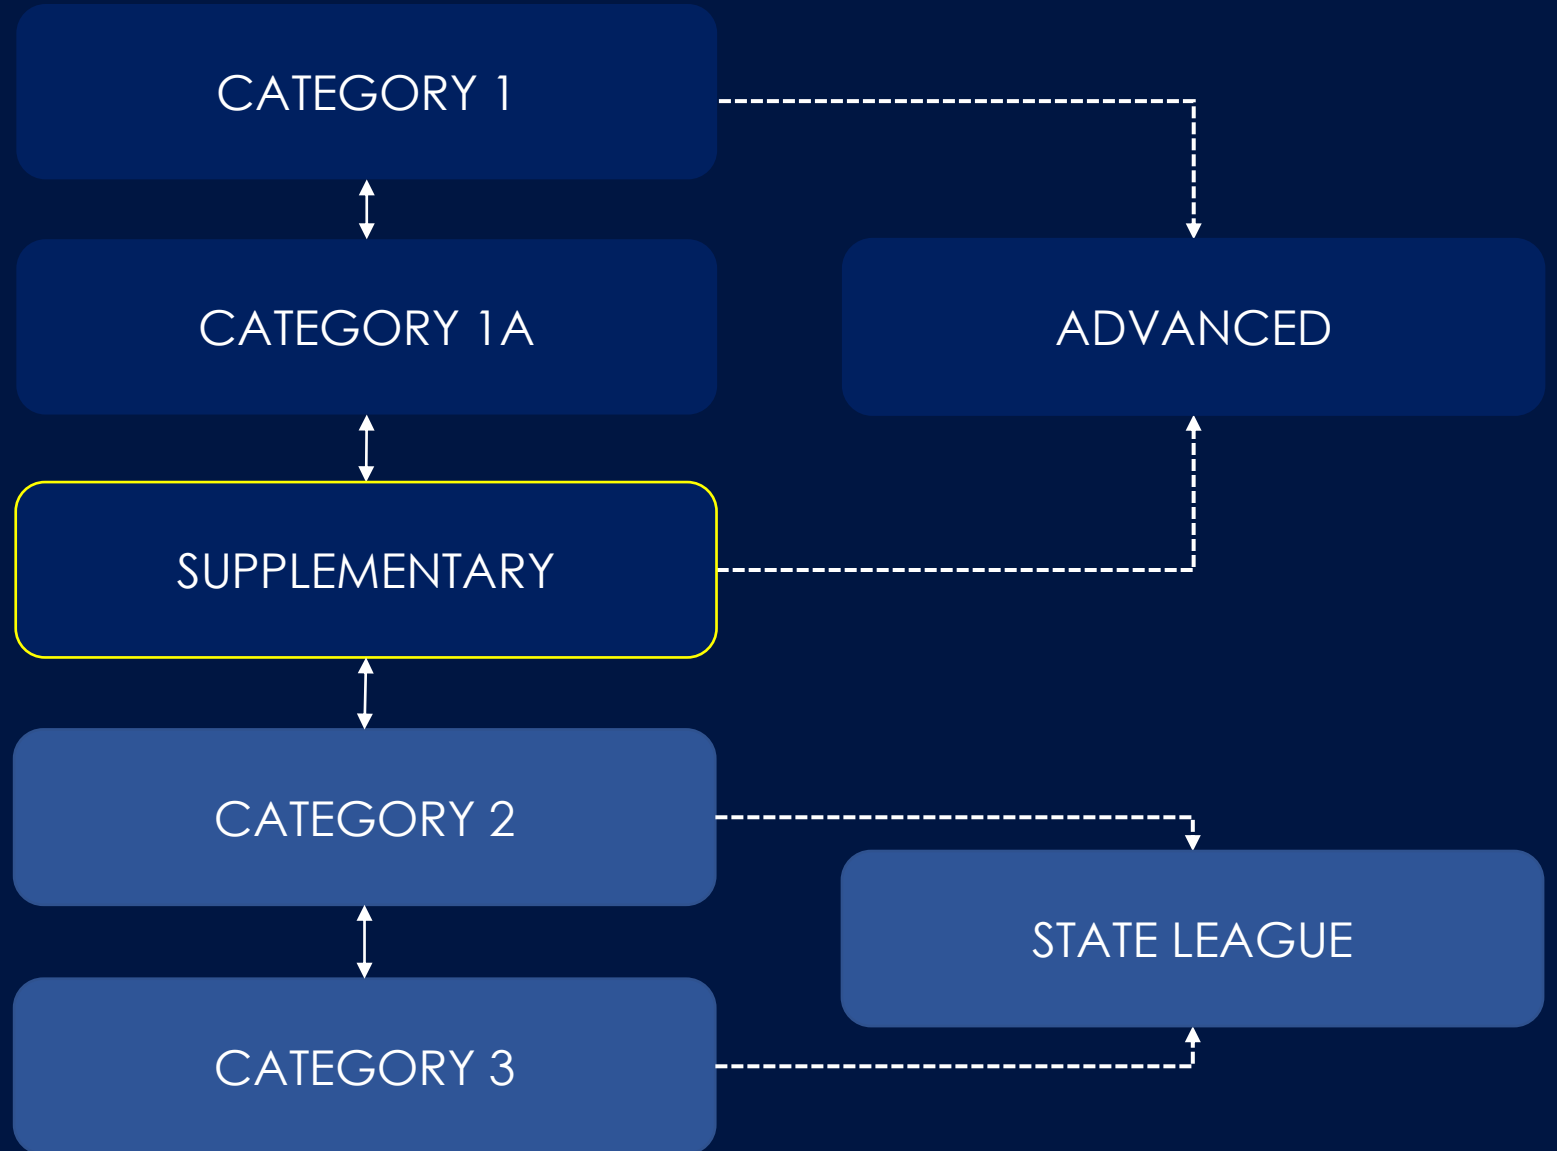 CATEGORY 1
CATEGORY 1A
ADVANCED
SUPPLEMENTARY
CATEGORY 2
STATE LEAGUE
CATEGORY 3